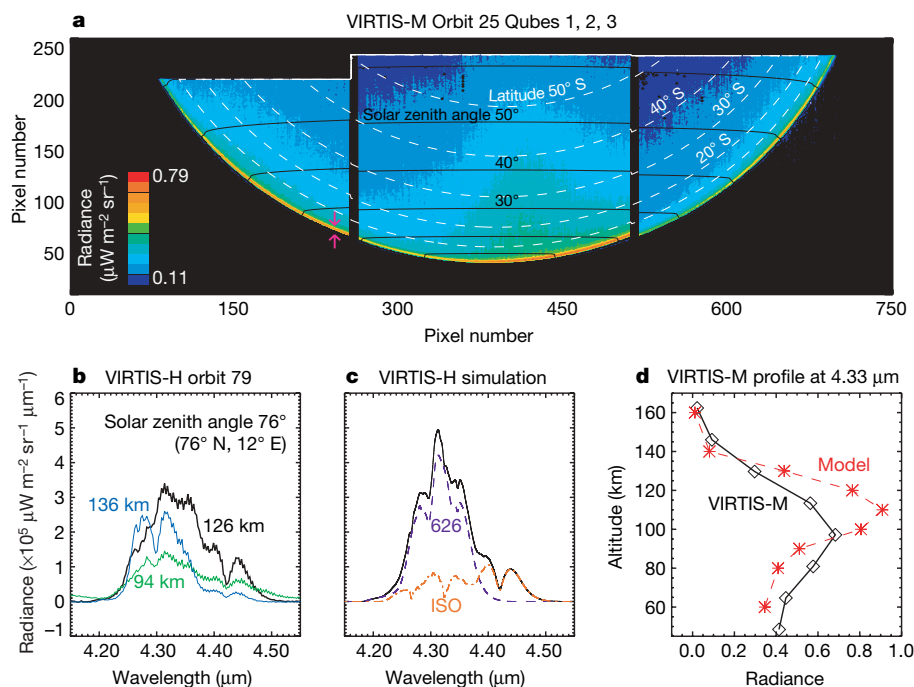 a VIRTIS-M Orbit 25 Qubes 1, 2, 3
250
200
150
100
50
Pixel number
Latitude 50° S
40° S
30° S
20° S
Solar zenith angle 50°
40°
30°
0.79
0.11
Radiance
(µW m−2 sr−1)
0 150 300 450 600 750
Pixel number
b VIRTIS-H orbit 79
Solar zenith angle 76°
(76° N, 12° E)
136 km
126 km
94 km
6
5
4
3
2
1
0
−1
Radiance (×10⁵ µW m−2 sr−1 µm−1)
4.20 4.30 4.40 4.50
Wavelength (µm)
c VIRTIS-H simulation
626
ISO
4.20 4.30 4.40 4.50
Wavelength (µm)
d VIRTIS-M profile at 4.33 µm
Model
VIRTIS-M
160
140
120
100
80
60
Altitude (km)
0.0 0.2 0.4 0.6 0.8 1.0
Radiance